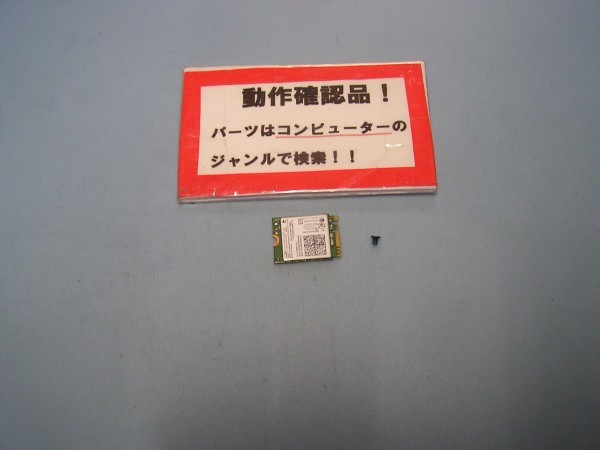 動作確認品！
パーツはコンピューターの
ジャンルで検索！！